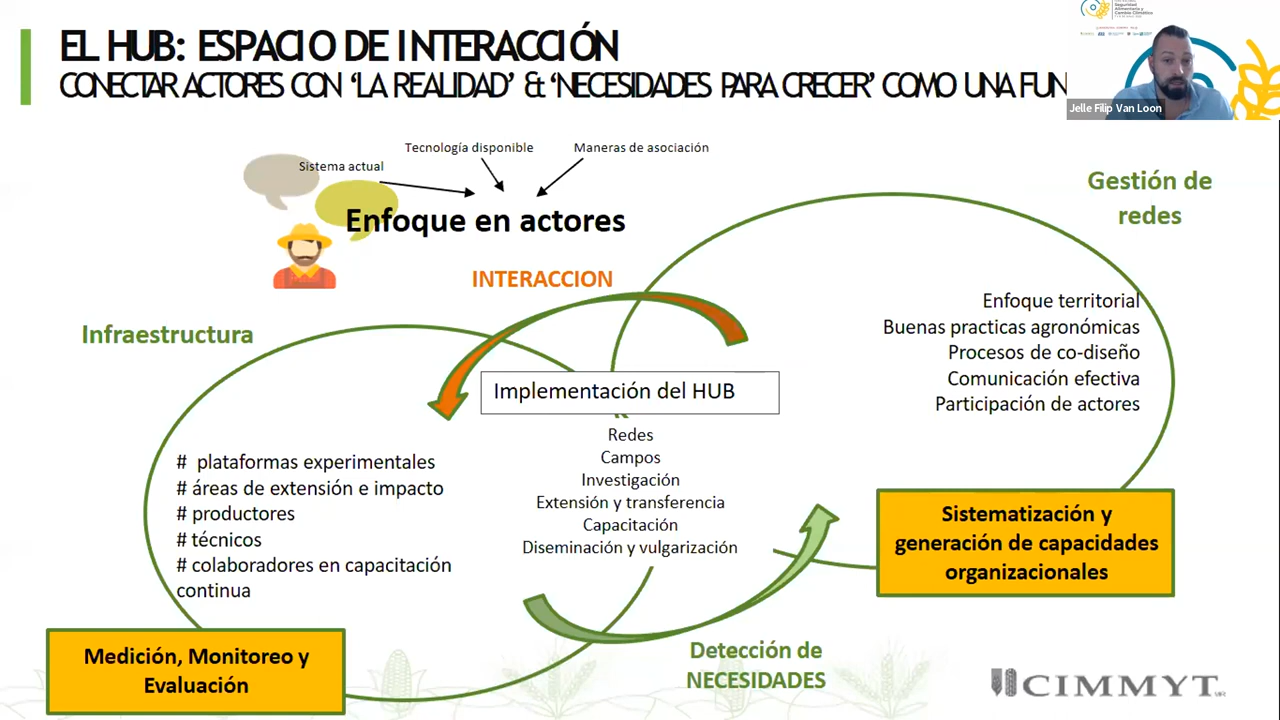 EL HUB: ESPACIO DE INTERACCIÓN
CONECTAR ACTORES CON ‘LA REALIDAD’ & ‘NECESIDADES PARA CRECER’ COMO UNA FUN
Seguridad
Alimentaria y
Cambio Climático
Jelle Filip Van Loon
Tecnología disponible
Maneras de asociación
Sistema actual
Enfoque en actores
INTERACCION
Gestión de
redes
Enfoque territorial
Buenas practicas agronómicas
Procesos de co-diseño
Comunicación efectiva
Participación de actores
Infraestructura
Implementación del HUB
Redes
Campos
Investigación
Extensión y transferencia
Capacitación
Diseminación y vulgarización
# plataformas experimentales
# áreas de extensión e impacto
# productores
# técnicos
# colaboradores en capacitación
continua
Sistematización y
generación de capacidades
organizacionales
Medición, Monitoreo y
Evaluación
Detección de
NECESIDADES
CIMMYT